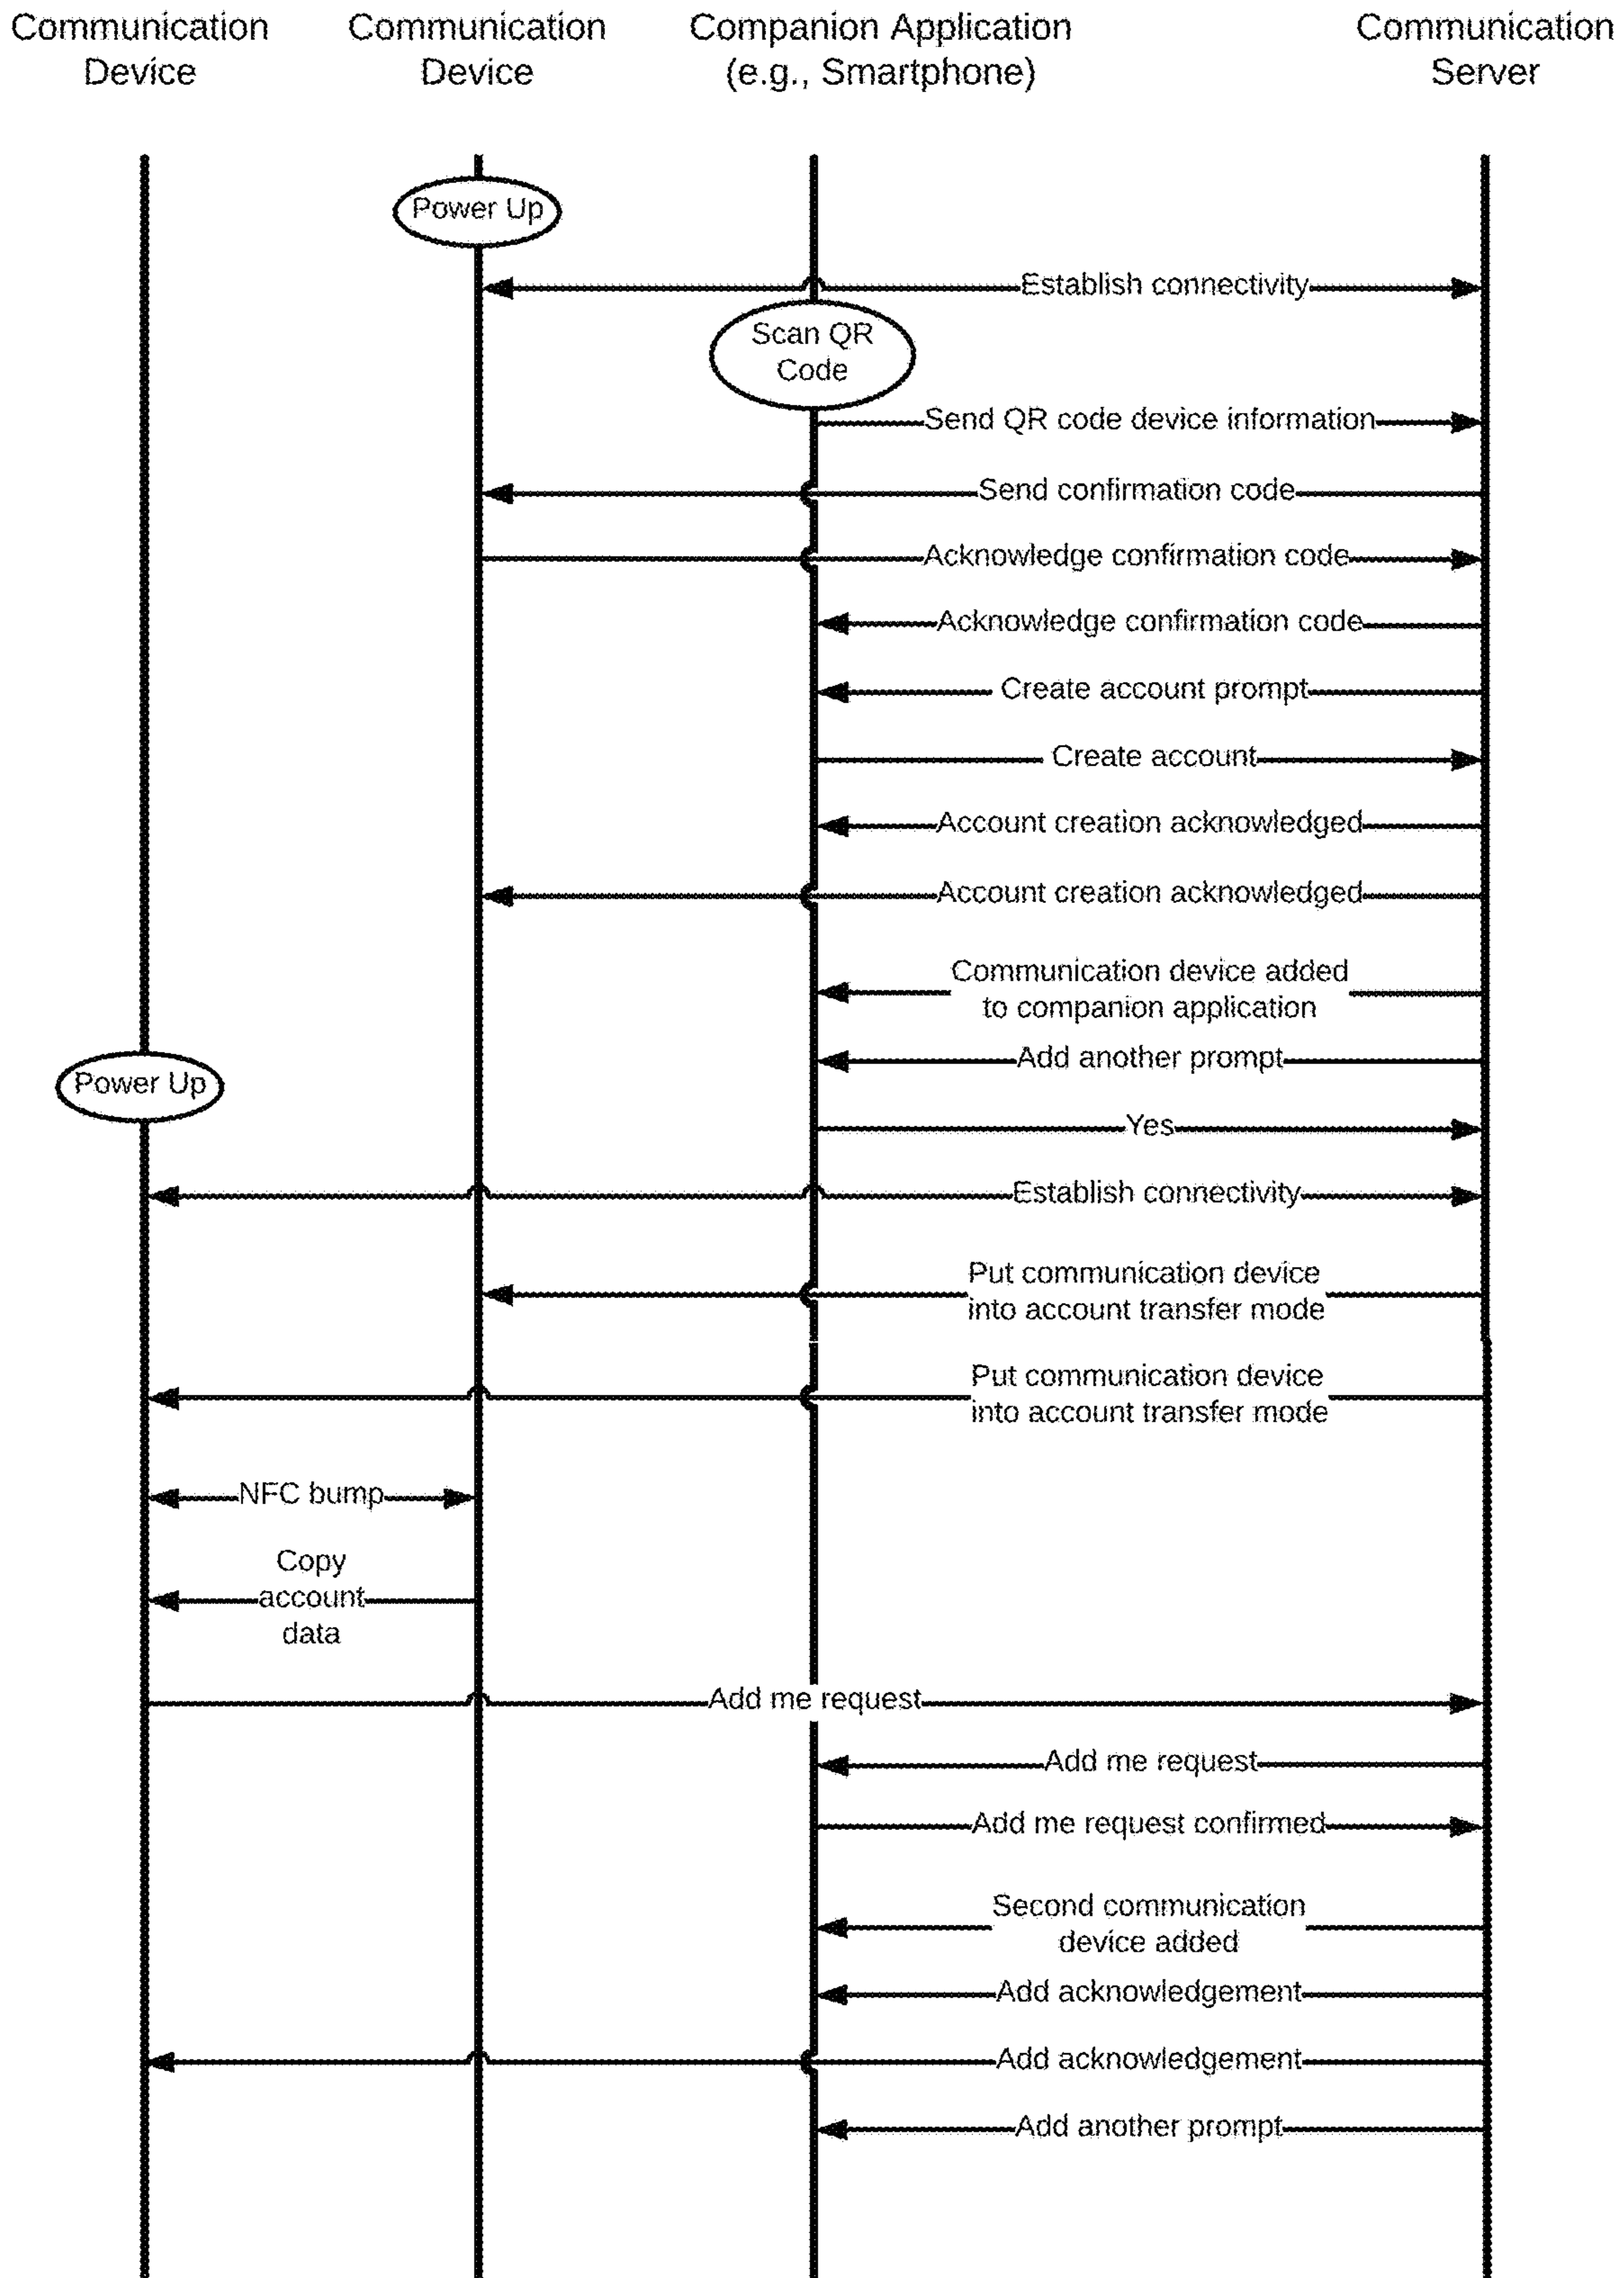 Communication
Device
Communication
Device
Companion Application
(e.g., Smartphone)
Communication
Server
Power Up
Establish connectivity
Scan QR
Code
Send QR code device information
Send confirmation code
Acknowledge confirmation code
Acknowledge confirmation code
Create account prompt
Create account
Account creation acknowledged
Account creation acknowledged
Communication device added
to companion application
Add another prompt
Power Up
Yes
Establish connectivity
Put communication device
into account transfer mode
Put communication device
into account transfer mode
NFC bump
Copy
account
data
Add me request
Add me request
Add me request confirmed
Second communication
device added
Add acknowledgement
Add acknowledgement
Add another prompt